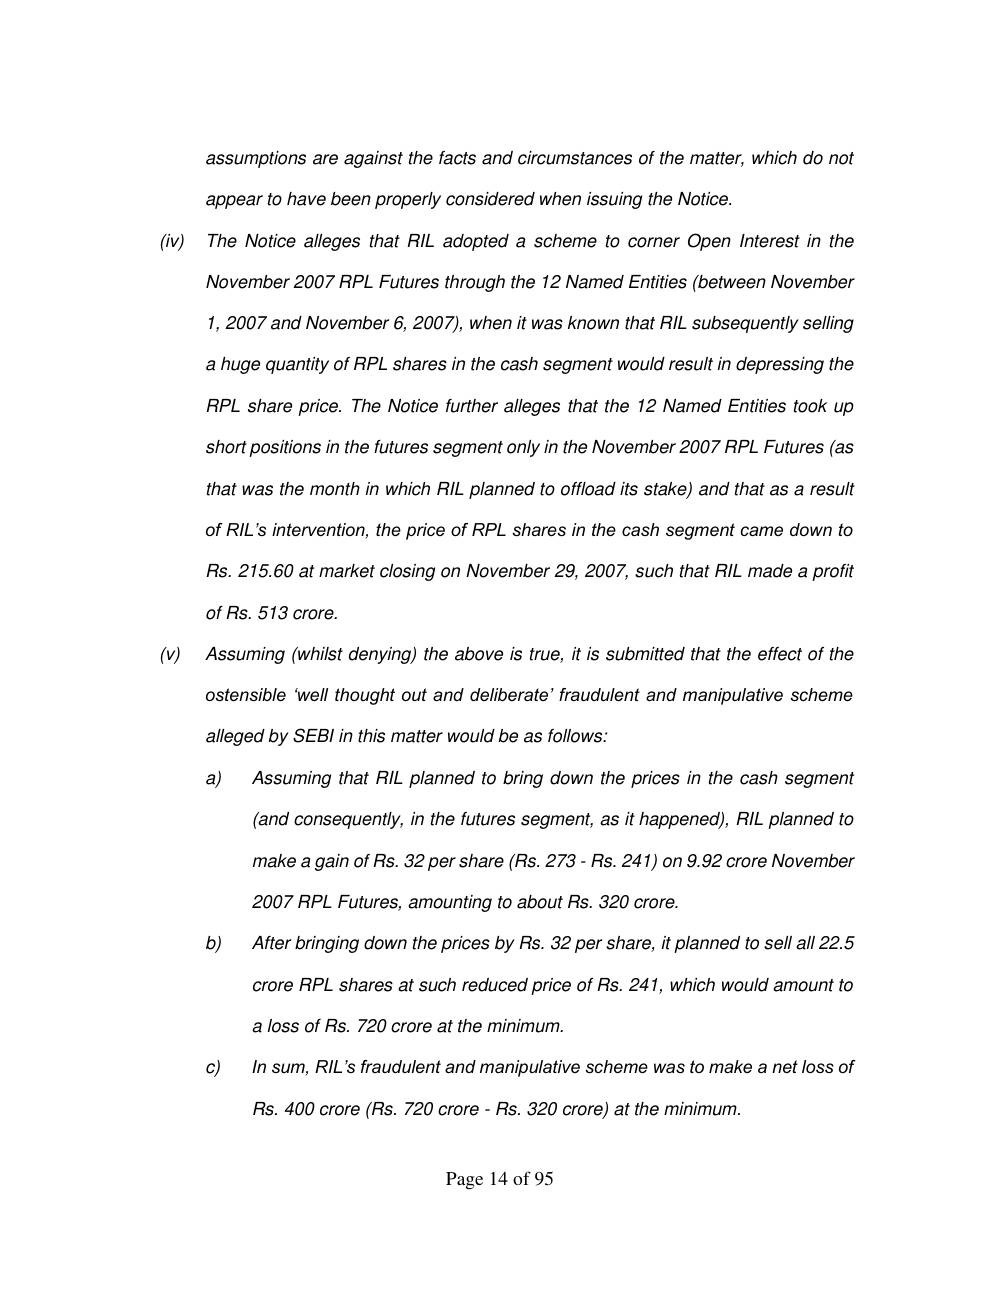 assumptions are against the facts and circumstances of the matter, which do not
appear to have been properly considered when issuing the Notice.
(iv) The Notice alleges that RIL adopted a scheme to corner Open Interest in the
November 2007 RPL Futures through the 12 Named Entities (between November
1, 2007 and November 6, 2007), when it was known that RIL subsequently selling
a huge quantity of RPL shares in the cash segment would result in depressing the
RPL share price. The Notice further alleges that the 12 Named Entities took up
short positions in the futures segment only in the November 2007 RPL Futures (as
that was the month in which RIL planned to offload its stake) and that as a result
of RIL’s intervention, the price of RPL shares in the cash segment came down to
Rs. 215.60 at market closing on November 29, 2007, such that RIL made a profit
of Rs. 513 crore.
(v) Assuming (whilst denying) the above is true, it is submitted that the effect of the
ostensible ‘well thought out and deliberate’ fraudulent and manipulative scheme
alleged by SEBI in this matter would be as follows:
a) Assuming that RIL planned to bring down the prices in the cash segment
(and consequently, in the futures segment, as it happened), RIL planned to
make a gain of Rs. 32 per share (Rs. 273 - Rs. 241) on 9.92 crore November
2007 RPL Futures, amounting to about Rs. 320 crore.
b) After bringing down the prices by Rs. 32 per share, it planned to sell all 22.5
crore RPL shares at such reduced price of Rs. 241, which would amount to
a loss of Rs. 720 crore at the minimum.
c) In sum, RIL’s fraudulent and manipulative scheme was to make a net loss of
Rs. 400 crore (Rs. 720 crore - Rs. 320 crore) at the minimum.
Page 14 of 95